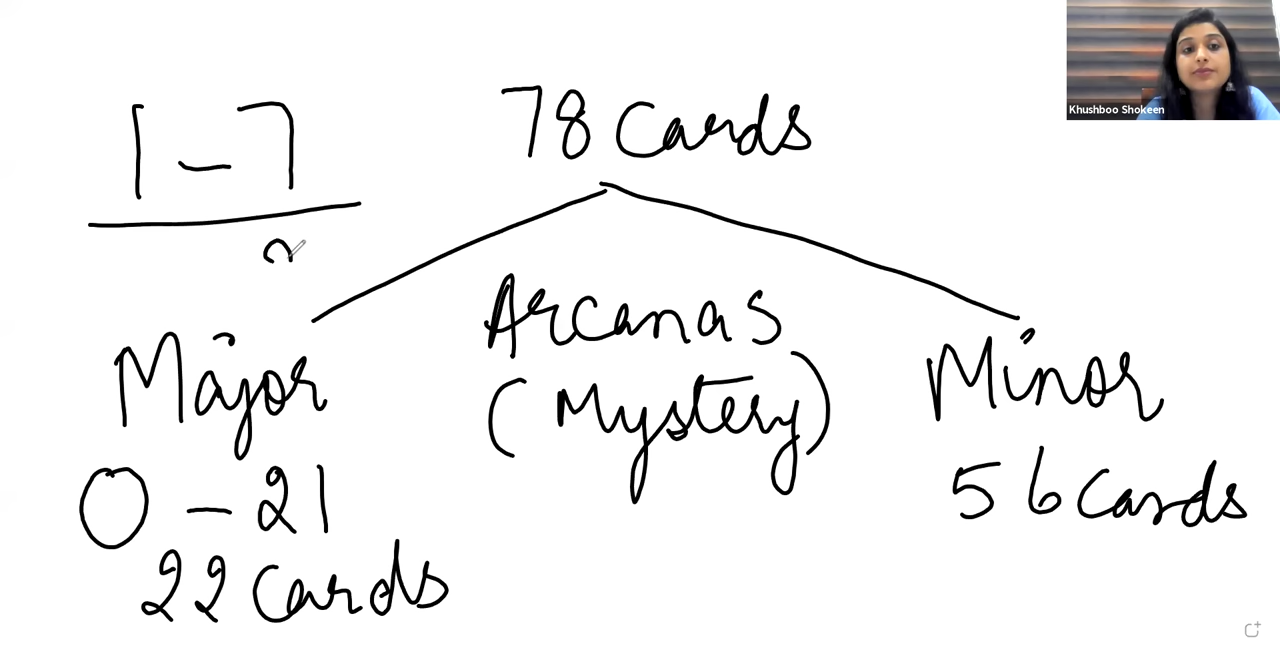 Khushboo Shokeen
78 Cards
1 - 7
Arcanas
(Mystery)
Major
0 - 21
22 Cards
Minor
56 Cards